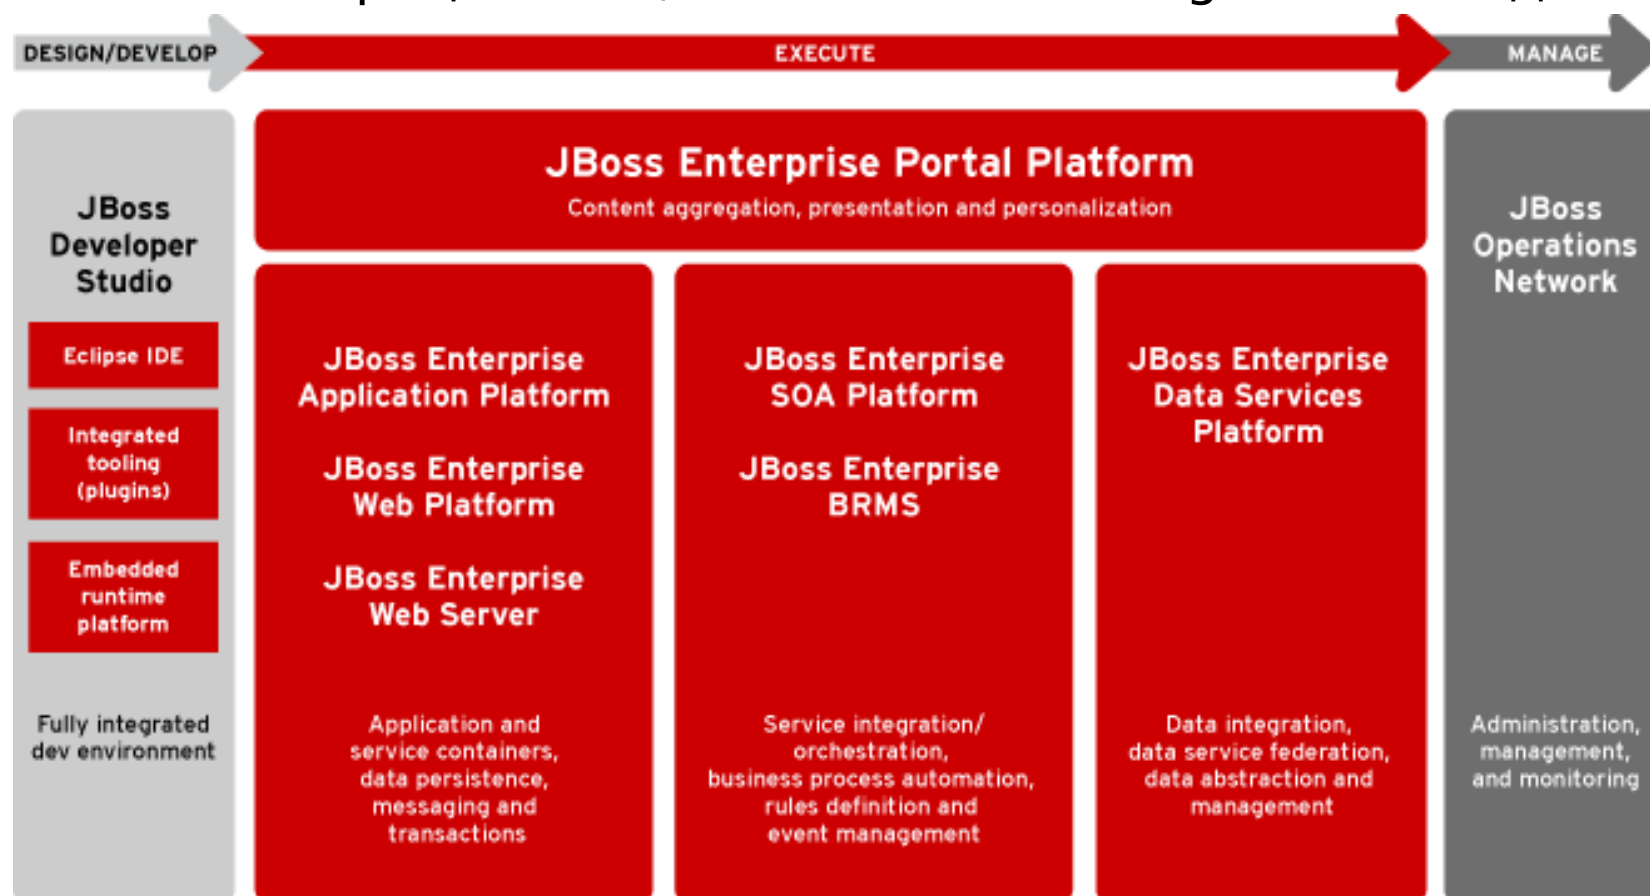 DESIGN/DEVELOP
EXECUTE
MANAGE
JBoss
Developer
Studio
Eclipse IDE
Integrated
tooling
(plugins)
Embedded
runtime
platform
Fully integrated
dev environment
JBoss Enterprise Portal Platform
Content aggregation, presentation and personalization
JBoss Enterprise
Application Platform
JBoss Enterprise
Web Platform
JBoss Enterprise
Web Server
Application and
service containers,
data persistence,
messaging and
transactions
JBoss Enterprise
SOA Platform
JBoss Enterprise
BRMS
Service integration/
orchestration,
business process automation,
rules definition and
event management
JBoss Enterprise
Data Services
Platform
Data integration,
data service federation,
data abstraction and
management
JBoss
Operations
Network
Administration,
management,
and monitoring